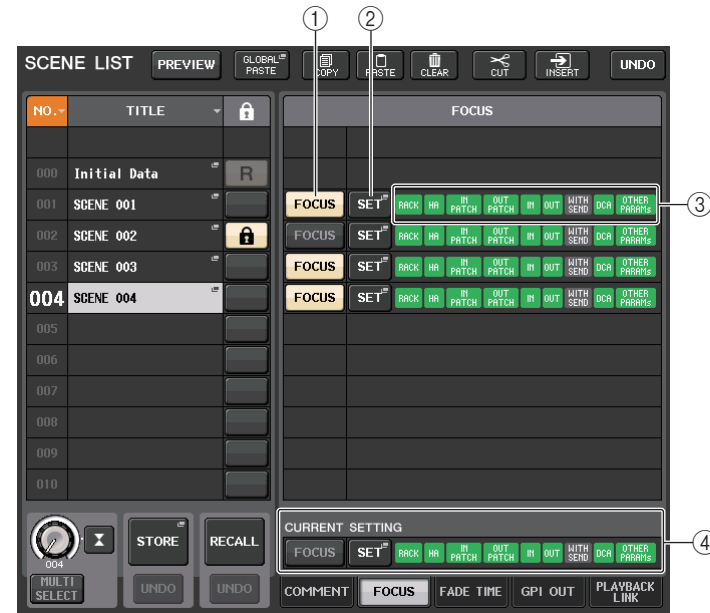 ① ②
SCENE LIST PREVIEW GLOBAL PASTE COPY PASTE CLEAR CUT INSERT UNDO
NO. TITLE FOCUS
000 Initial Data R
001 SCENE 001 FOCUS SET RACK HA IN PATCH OUT PATCH IN OUT WITH SEND DCA OTHER PARAMs ③
002 SCENE 002 FOCUS SET RACK HA IN PATCH OUT PATCH IN OUT WITH SEND DCA OTHER PARAMs
003 SCENE 003 FOCUS SET RACK HA IN PATCH OUT PATCH IN OUT WITH SEND DCA OTHER PARAMs
004 SCENE 004 FOCUS SET RACK HA IN PATCH OUT PATCH IN OUT WITH SEND DCA OTHER PARAMs
005
006
007
008
009
010
CURRENT SETTING
FOCUS SET RACK HA IN PATCH OUT PATCH IN OUT WITH SEND DCA OTHER PARAMs ④
004 STORE RECALL
MULTI SELECT UNDO UNDO COMMENT FOCUS FADE TIME GPI OUT PLAYBACK LINK